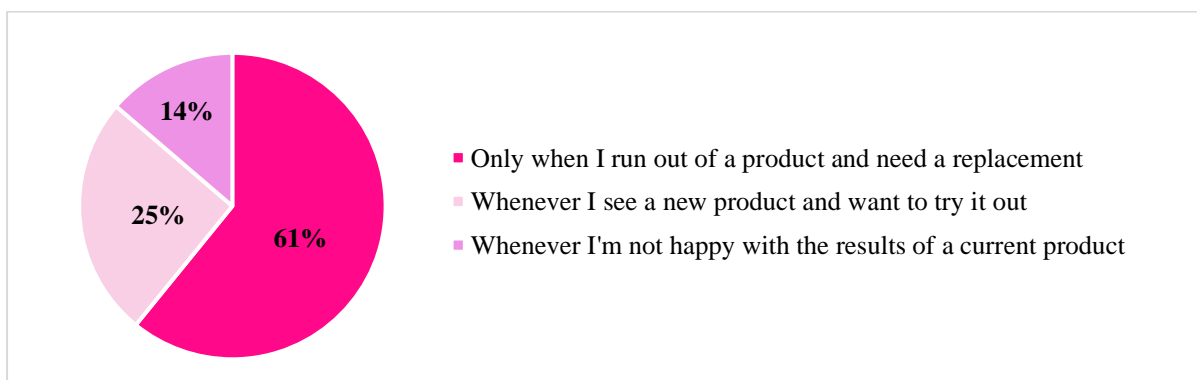 14%
Only when I run out of a product and need a replacement
Whenever I see a new product and want to try it out
25%
61%
Whenever I'm not happy with the results of a current product